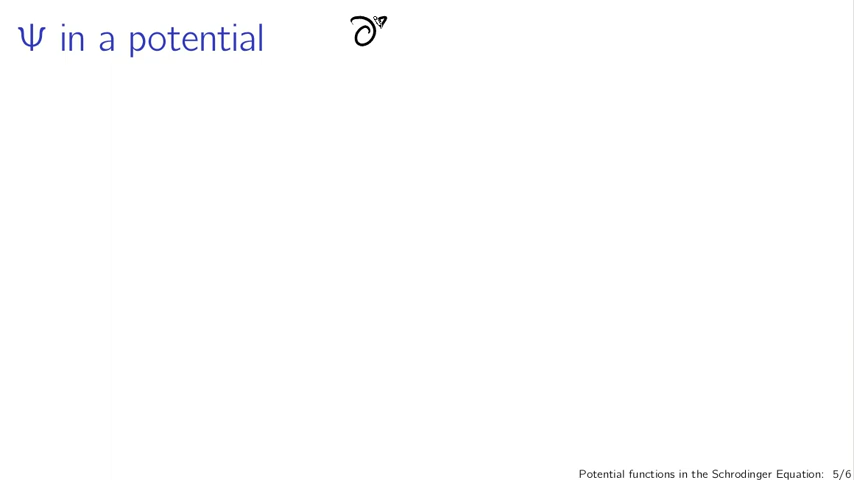 Ψ in a potential
∂
Potential functions in the Schrodinger Equation: 5/6